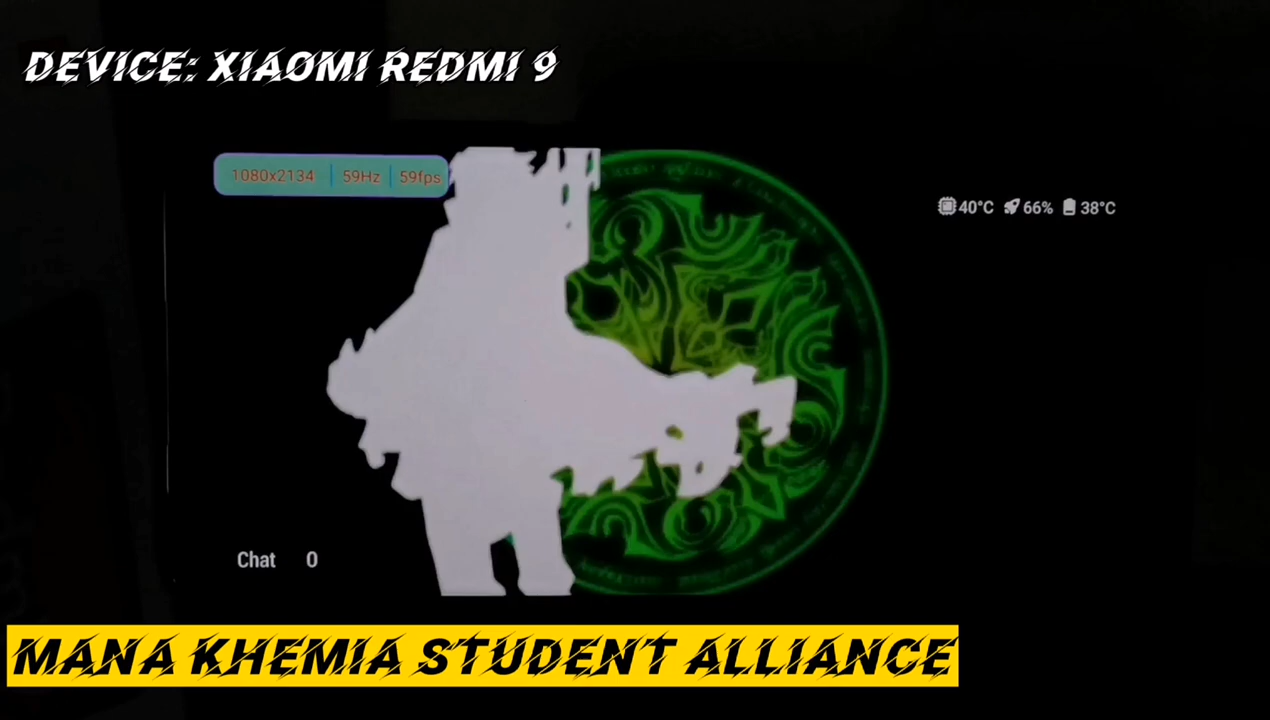 DEVICE: XIAOMI REDMI 9
1080x2134 59Hz 59fps
40°C 66% 38°C
Chat 0
MANA KHEMIA STUDENT ALLIANCE